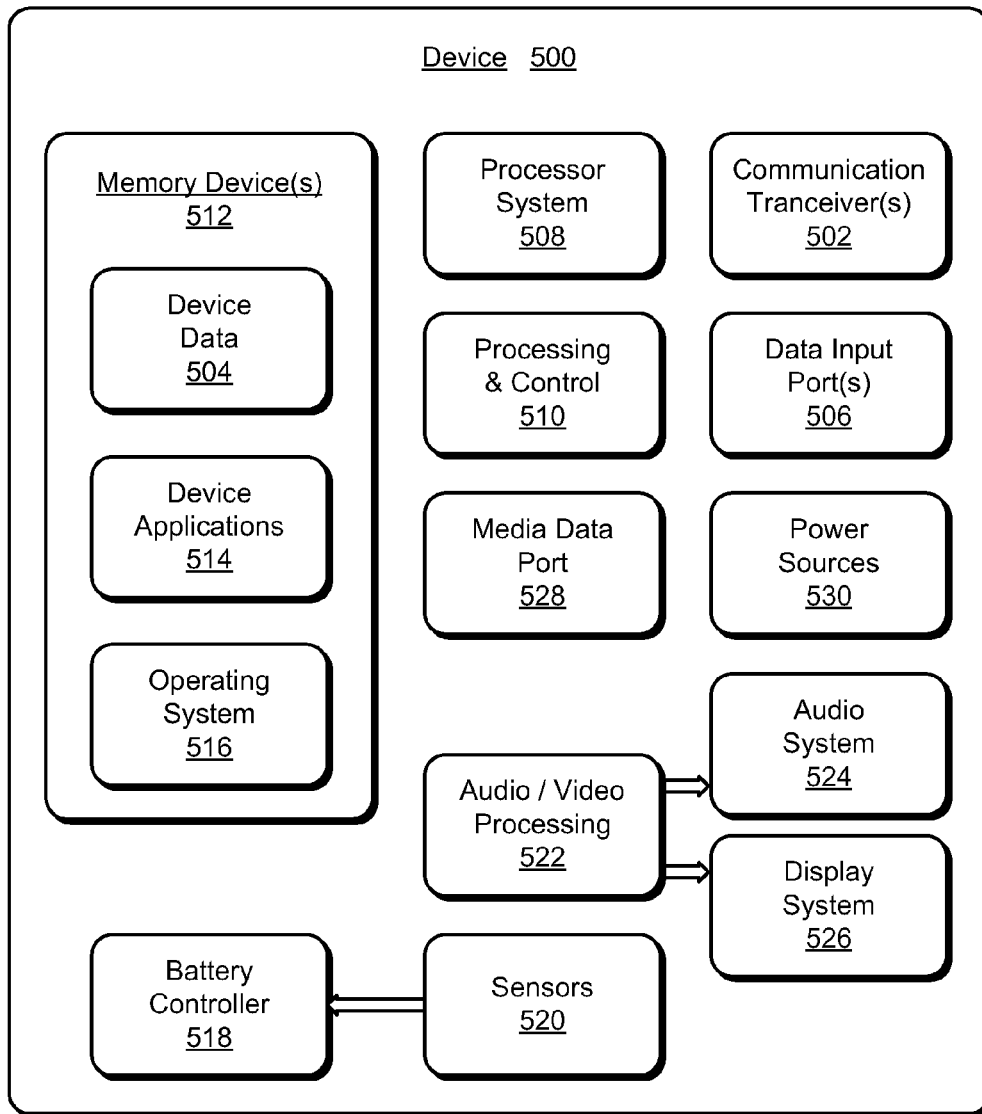 Device 500
Memory Device(s)
512
Device
Data
504
Device
Applications
514
Operating
System
516
Processor
System
508
Communication
Tranceiver(s)
502
Processing
& Control
510
Data Input
Port(s)
506
Media Data
Port
528
Power
Sources
530
Audio / Video
Processing
522
Audio
System
524
Display
System
526
Battery
Controller
518
Sensors
520